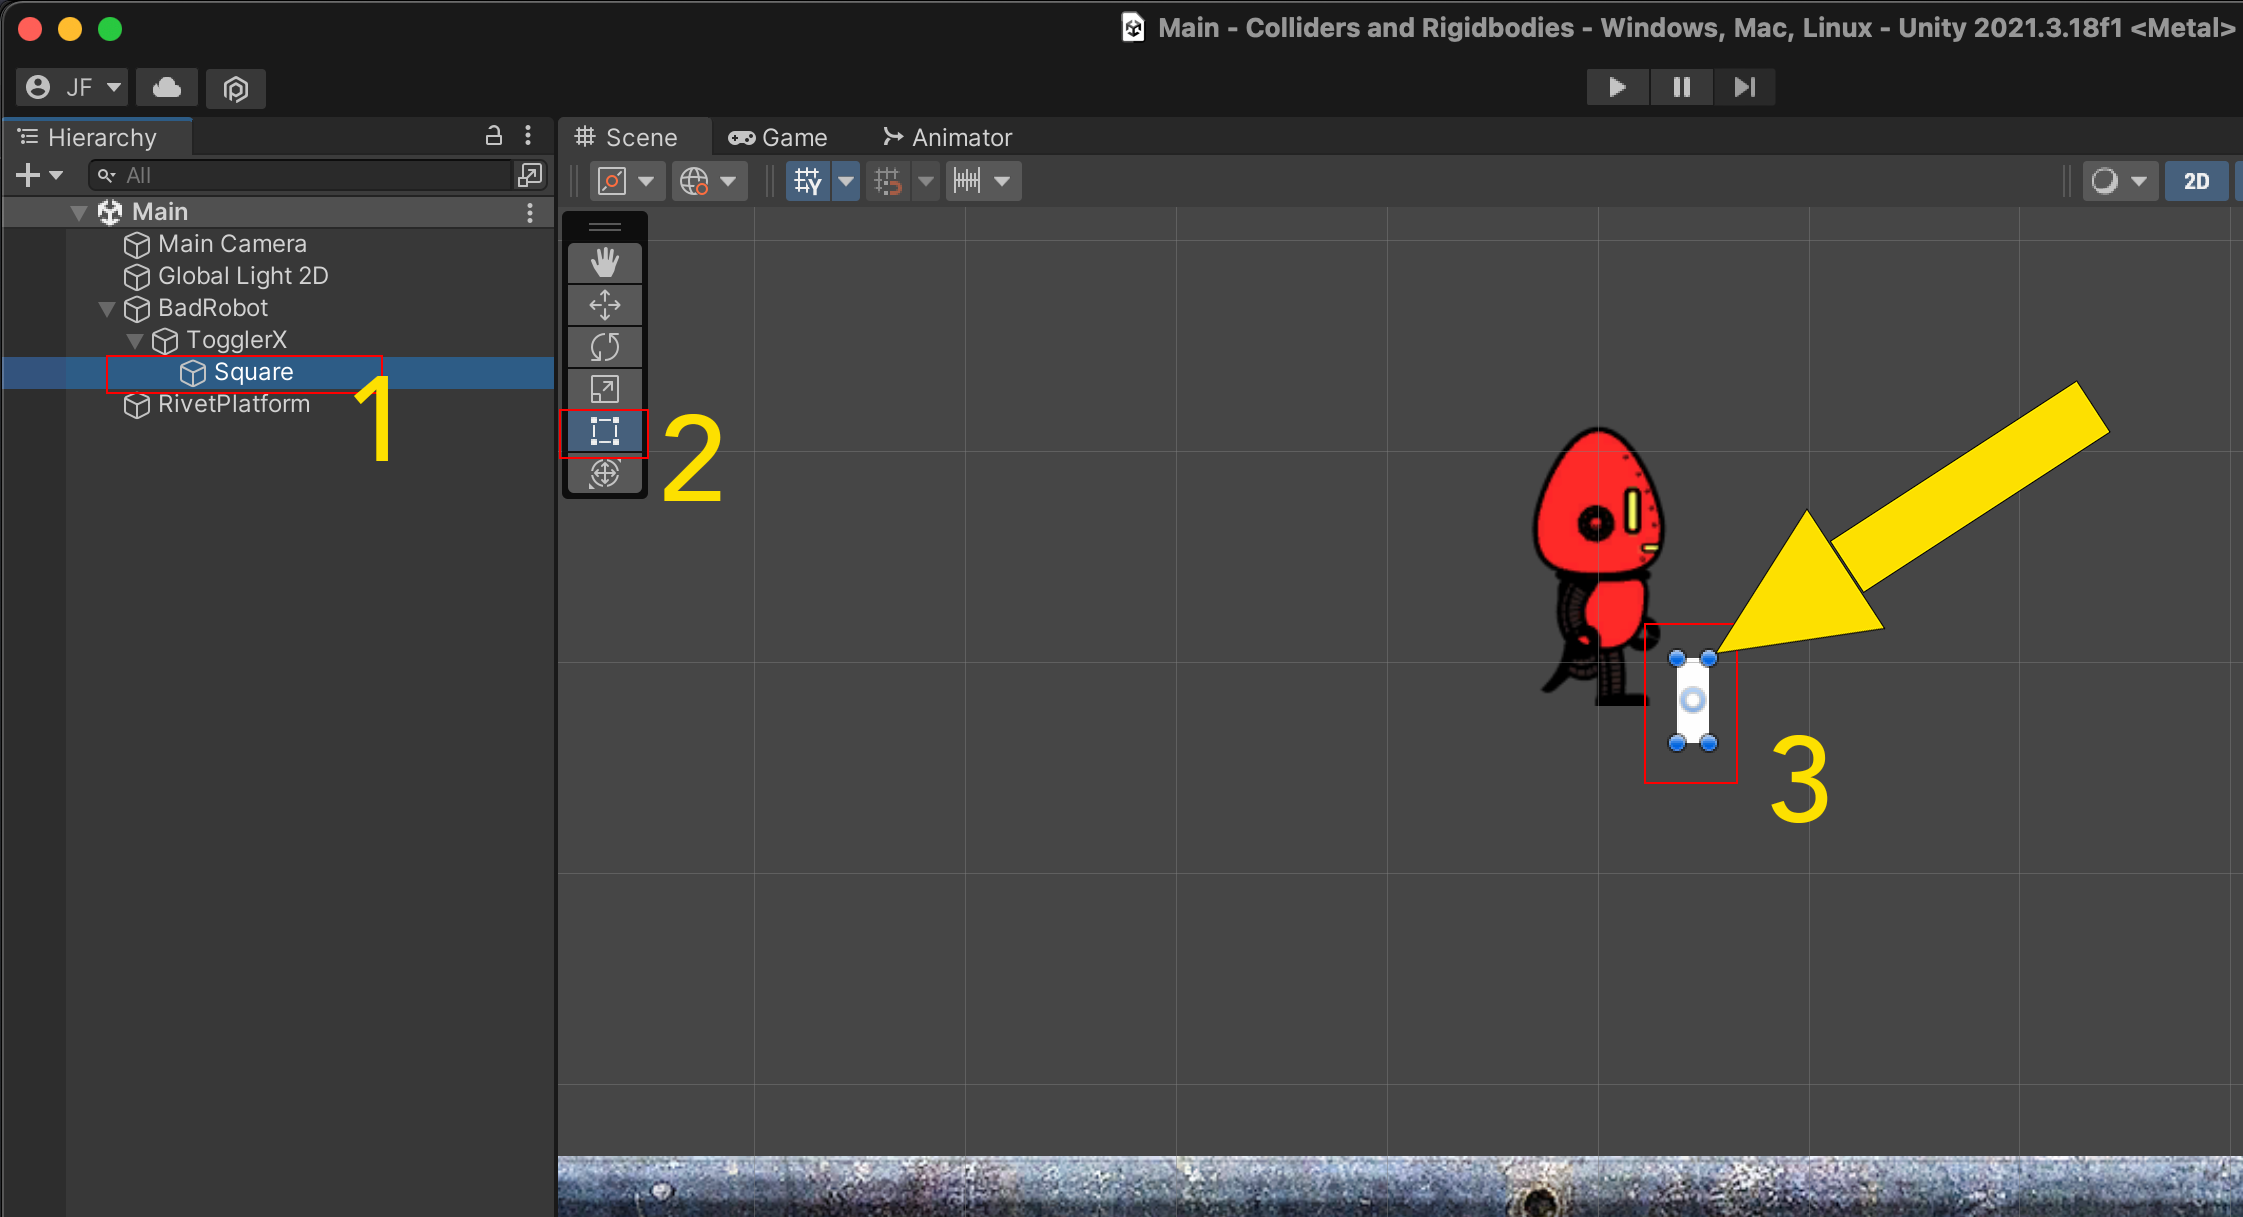 Main - Colliders and Rigidbodies - Windows, Mac, Linux - Unity 2021.3.18f1 <Metal>
JF
Hierarchy
Scene
Game
Animator
All
2D
Main
Main Camera
Global Light 2D
BadRobot
TogglerX
Square
RivetPlatform
1
2
3